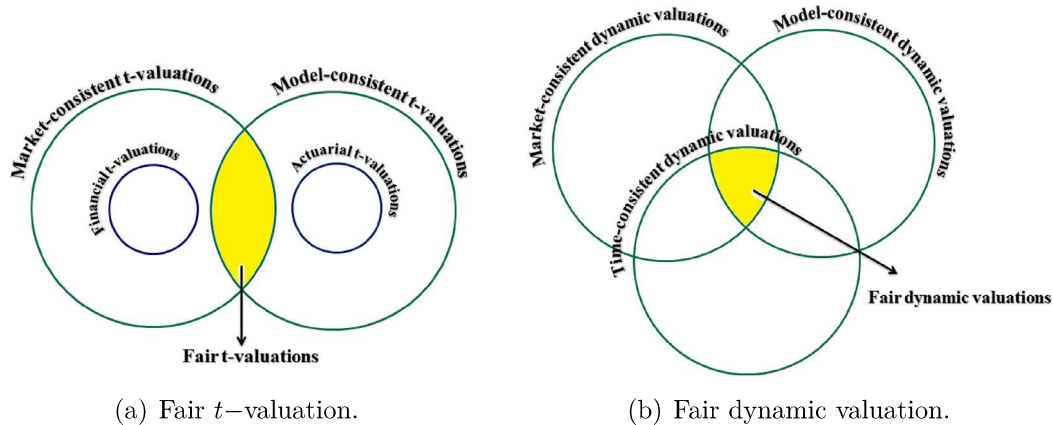 Market-consistent t-valuations
Model-consistent t-valuations
Financial t-valuations
Actuarial t-valuations
Fair t-valuations
(a) Fair t−valuation.
Market-consistent dynamic valuations
Model-consistent dynamic valuations
Time-consistent dynamic valuations
Fair dynamic valuations
(b) Fair dynamic valuation.